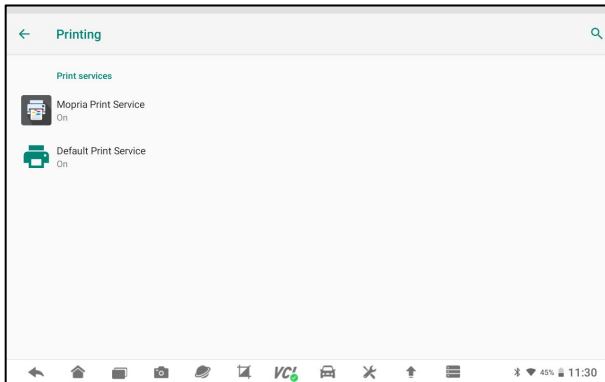 Printing
Print services
Mopria Print Service
On
Default Print Service
On
VCI 45% 11:30